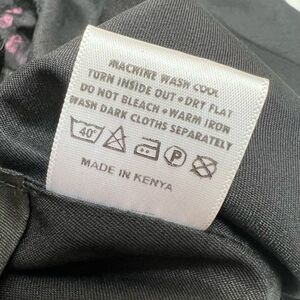 MACHINE WASH COOL
TURN INSIDE OUT • DRY FLAT
DO NOT BLEACH • WARM IRON
WASH DARK CLOTHS SEPARATELY
40° P
MADE IN KENYA